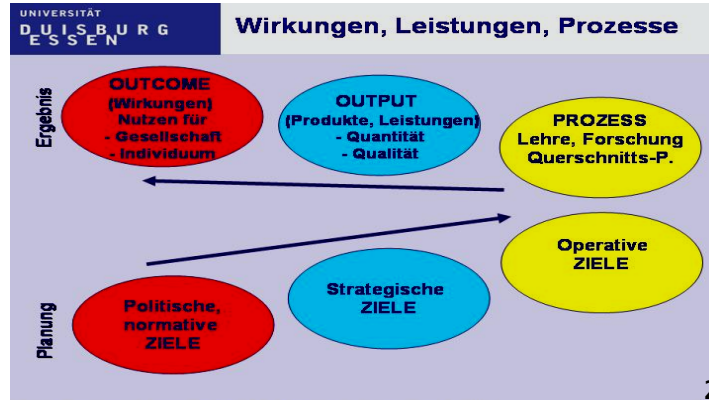 UNIVERSITÄT
DUISBURG
ESSEN
Wirkungen, Leistungen, Prozesse
Ergebnis
OUTCOME
(Wirkungen)
Nutzen für
- Gesellschaft
- Individuum
OUTPUT
(Produkte, Leistungen)
- Quantität
- Qualität
PROZESS
Lehre, Forschung
Querschnitts-P.
Planung
Politische,
normative
ZIELE
Strategische
ZIELE
Operative
ZIELE